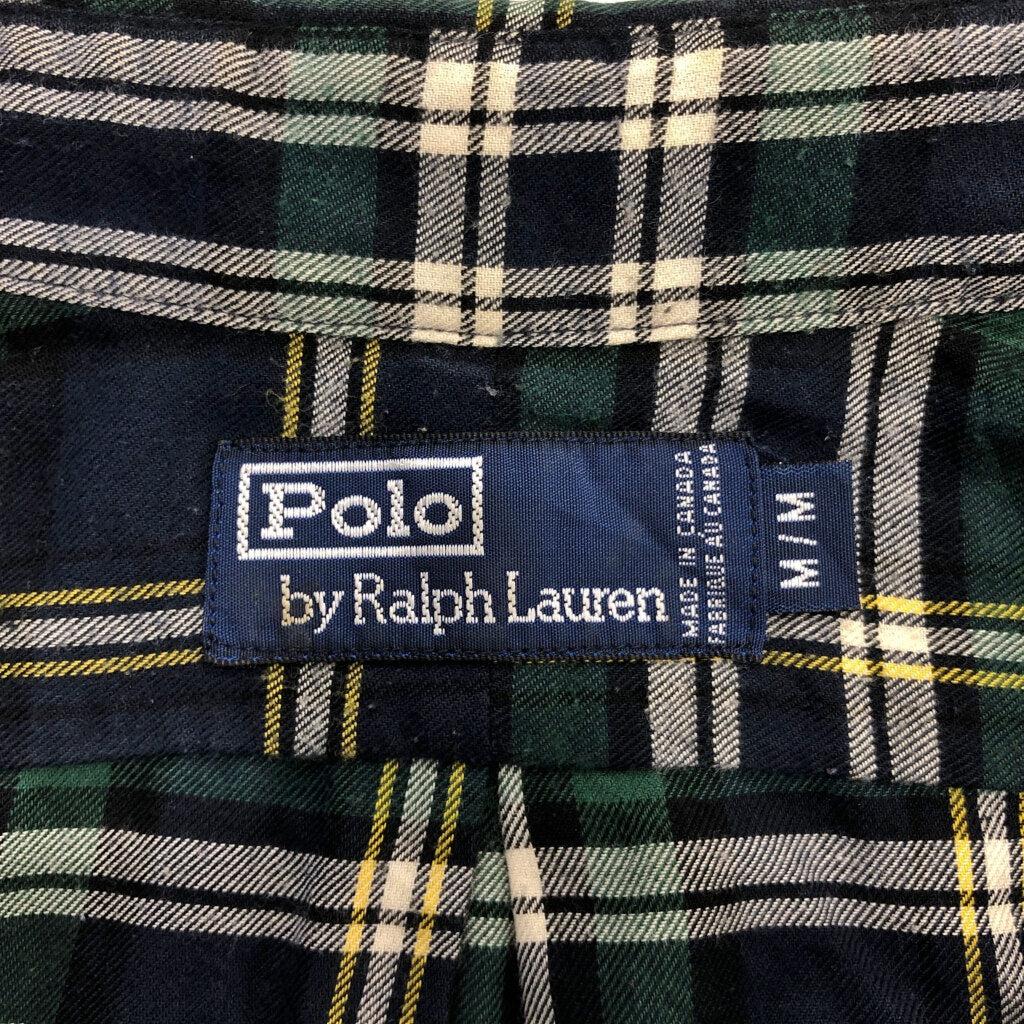 Polo
by Ralph Lauren
MADE IN CANADA
FABRIQUE AU CANADA
M/M